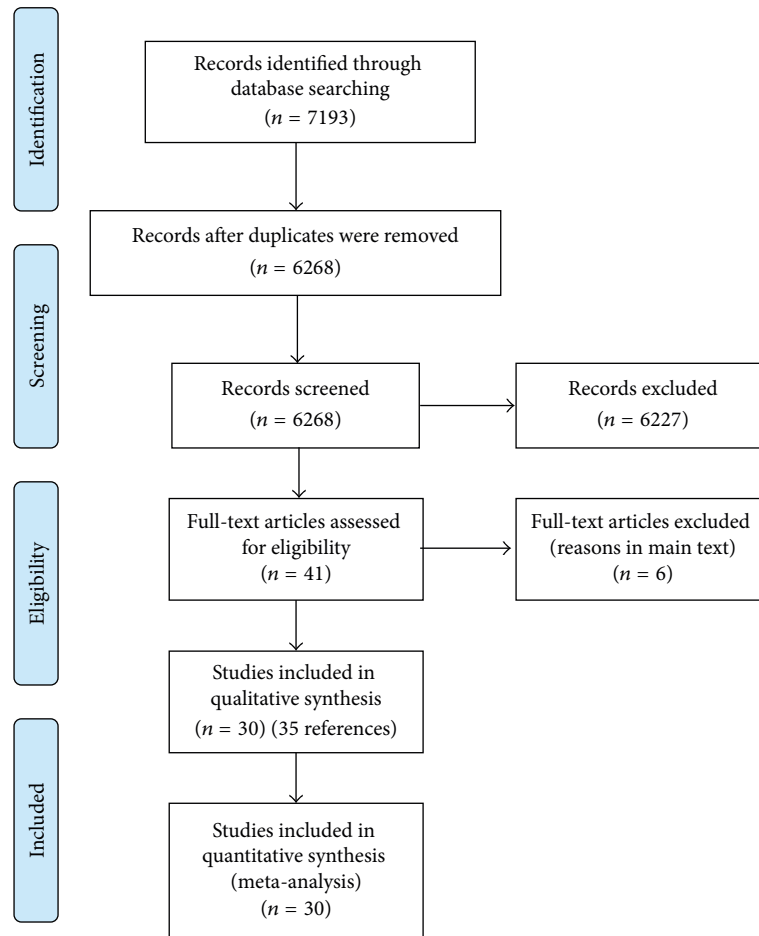 Identification
Records identified through
database searching
(n = 7193)
Records after duplicates were removed
(n = 6268)
Screening
Records screened
(n = 6268)
Records excluded
(n = 6227)
Eligibility
Full-text articles assessed
for eligibility
(n = 41)
Full-text articles excluded
(reasons in main text)
(n = 6)
Studies included in
qualitative synthesis
(n = 30) (35 references)
Included
Studies included in
quantitative synthesis
(meta-analysis)
(n = 30)